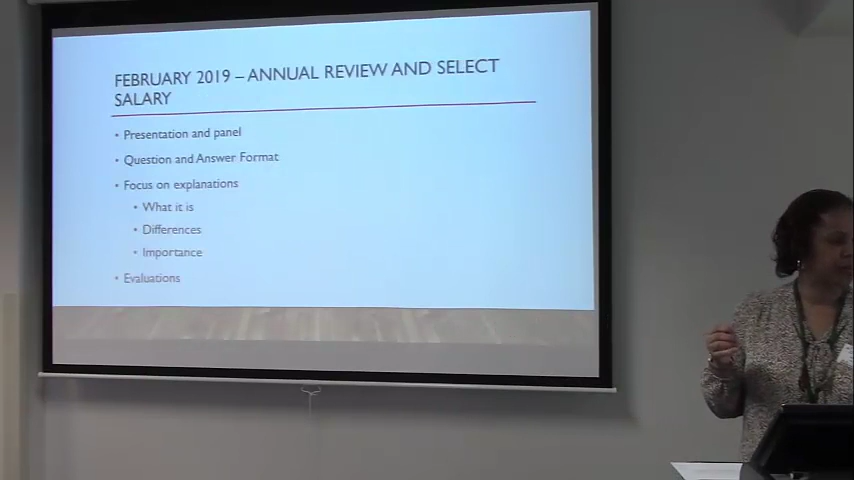 FEBRUARY 2019 – ANNUAL REVIEW AND SELECT
SALARY
• Presentation and panel
• Question and Answer Format
• Focus on explanations
• What it is
• Differences
• Importance
• Evaluations